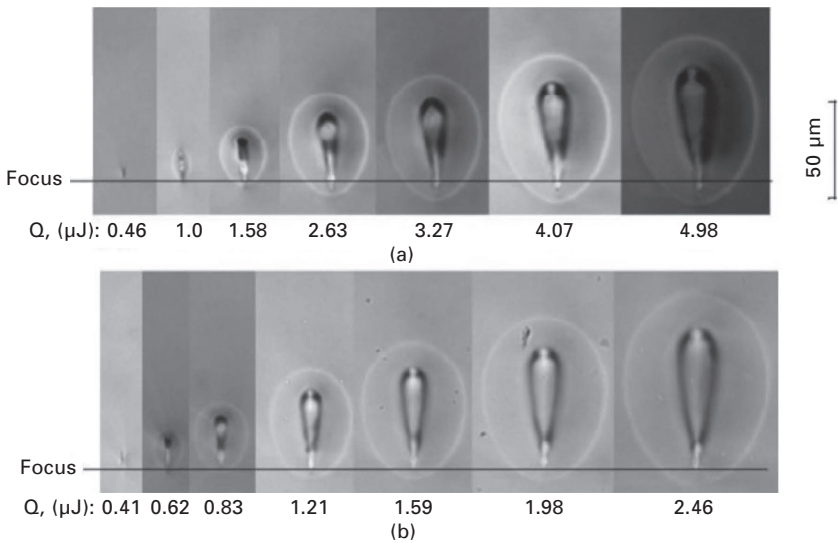 50 μm
Focus
Q, (μJ): 0.46 1.0 1.58 2.63 3.27 4.07 4.98
(a)
Focus
Q, (μJ): 0.41 0.62 0.83 1.21 1.59 1.98 2.46
(b)